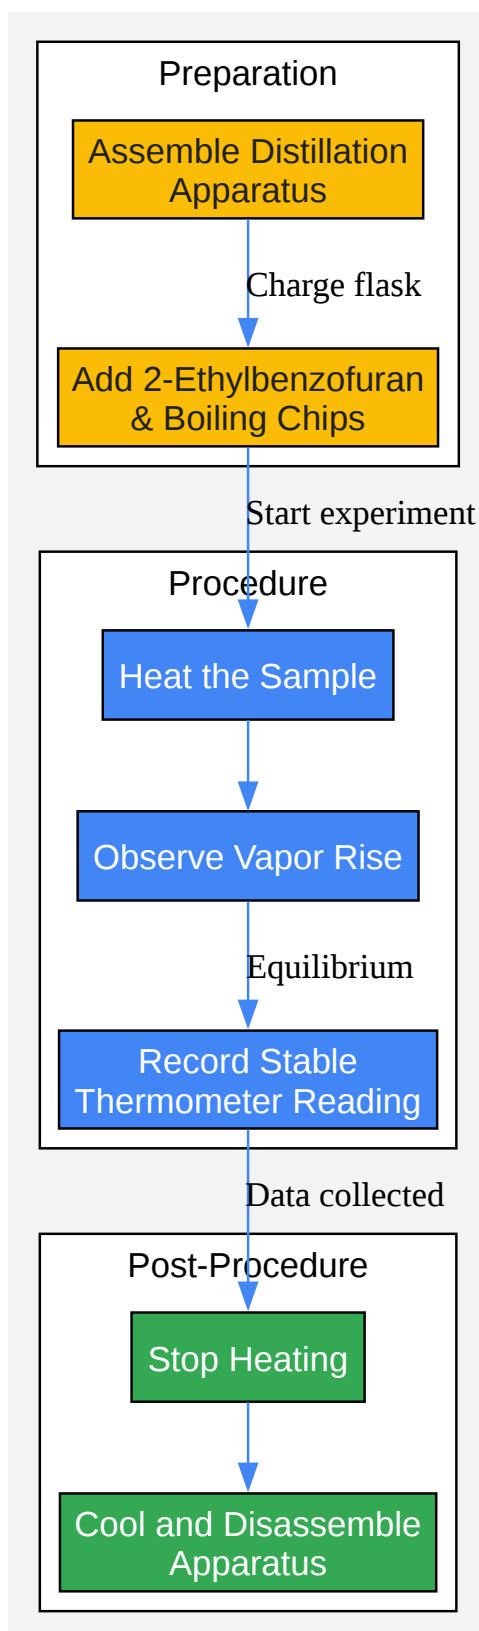 Preparation
Assemble Distillation
Apparatus
Charge flask
Add 2-Ethylbenzofuran
& Boiling Chips
Start experiment
Procedure
Heat the Sample
Observe Vapor Rise
Equilibrium
Record Stable
Thermometer Reading
Data collected
Post-Procedure
Stop Heating
Cool and Disassemble
Apparatus